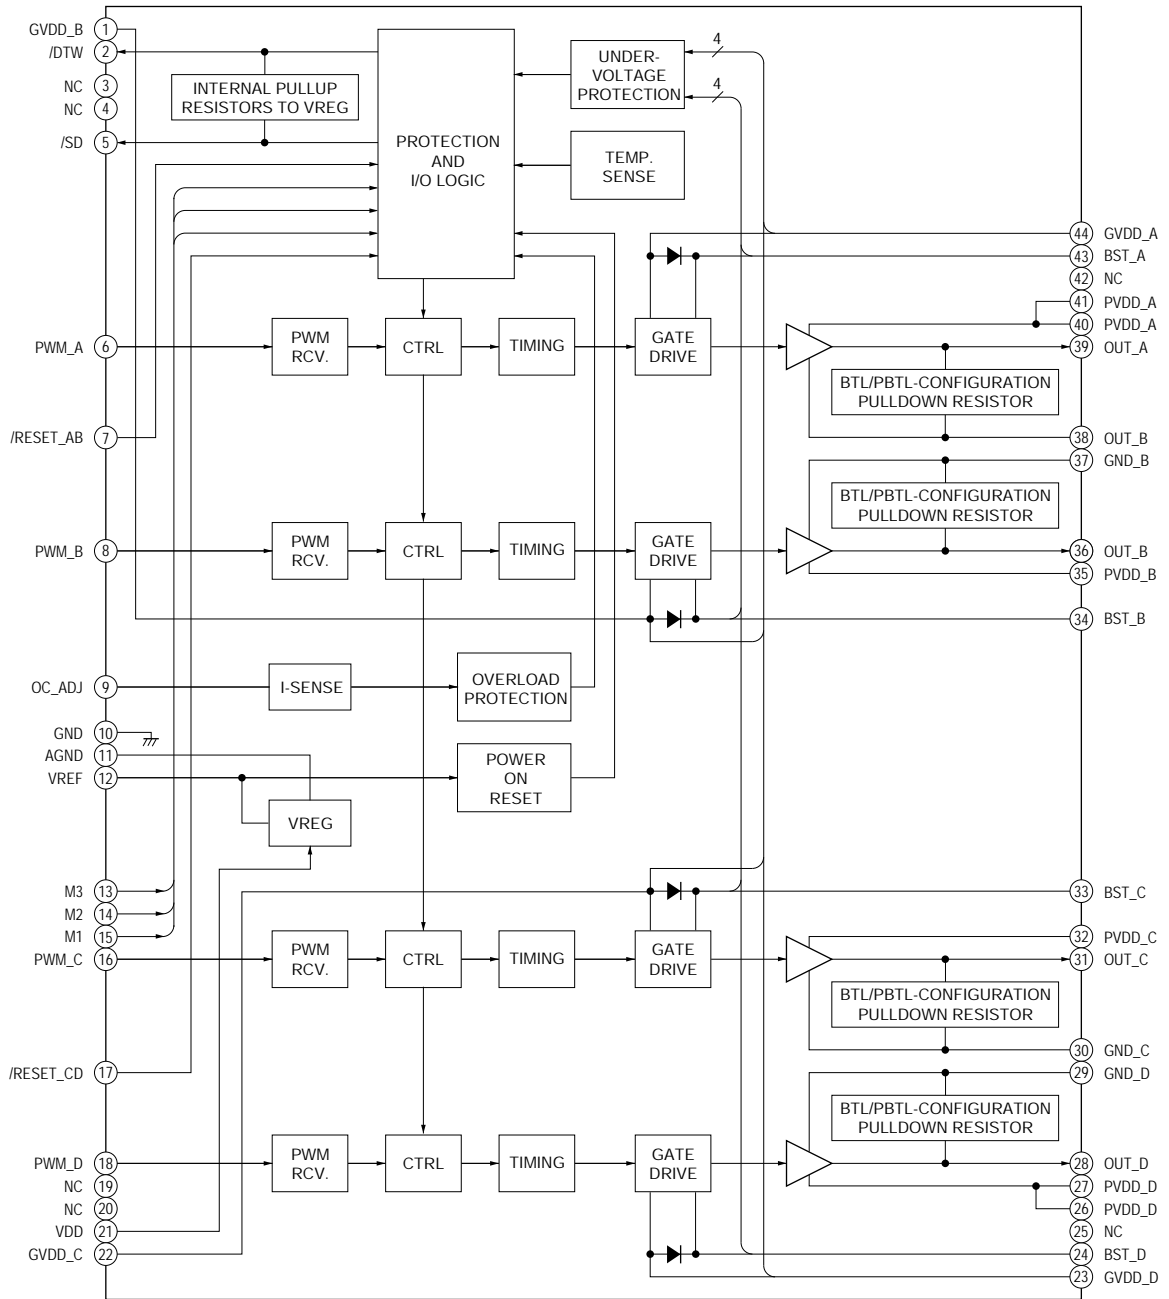 GVDD_B 1
/DTW 2
NC 3
NC 4
/SD 5
INTERNAL PULLUP
RESISTORS TO VREG
PROTECTION
AND
I/O LOGIC
UNDER-
VOLTAGE
PROTECTION
4
4
TEMP.
SENSE
44 GVDD_A
43 BST_A
42 NC
41 PVDD_A
40 PVDD_A
39 OUT_A
PWM_A 6
PWM
RCV.
CTRL
TIMING
GATE
DRIVE
BTL/PBTL-CONFIGURATION
PULLDOWN RESISTOR
/RESET_AB 7
38 OUT_B
37 GND_B
BTL/PBTL-CONFIGURATION
PULLDOWN RESISTOR
PWM_B 8
PWM
RCV.
CTRL
TIMING
GATE
DRIVE
36 OUT_B
35 PVDD_B
34 BST_B
OC_ADJ 9
I-SENSE
OVERLOAD
PROTECTION
GND 10
AGND 11
VREF 12
POWER
ON
RESET
VREG
M3 13
M2 14
M1 15
PWM_C 16
33 BST_C
32 PVDD_C
31 OUT_C
PWM
RCV.
CTRL
TIMING
GATE
DRIVE
BTL/PBTL-CONFIGURATION
PULLDOWN RESISTOR
30 GND_C
29 GND_D
/RESET_CD 17
BTL/PBTL-CONFIGURATION
PULLDOWN RESISTOR
PWM_D 18
PWM
RCV.
CTRL
TIMING
GATE
DRIVE
28 OUT_D
27 PVDD_D
26 PVDD_D
25 NC
24 BST_D
23 GVDD_D
NC 19
NC 20
VDD 21
GVDD_C 22